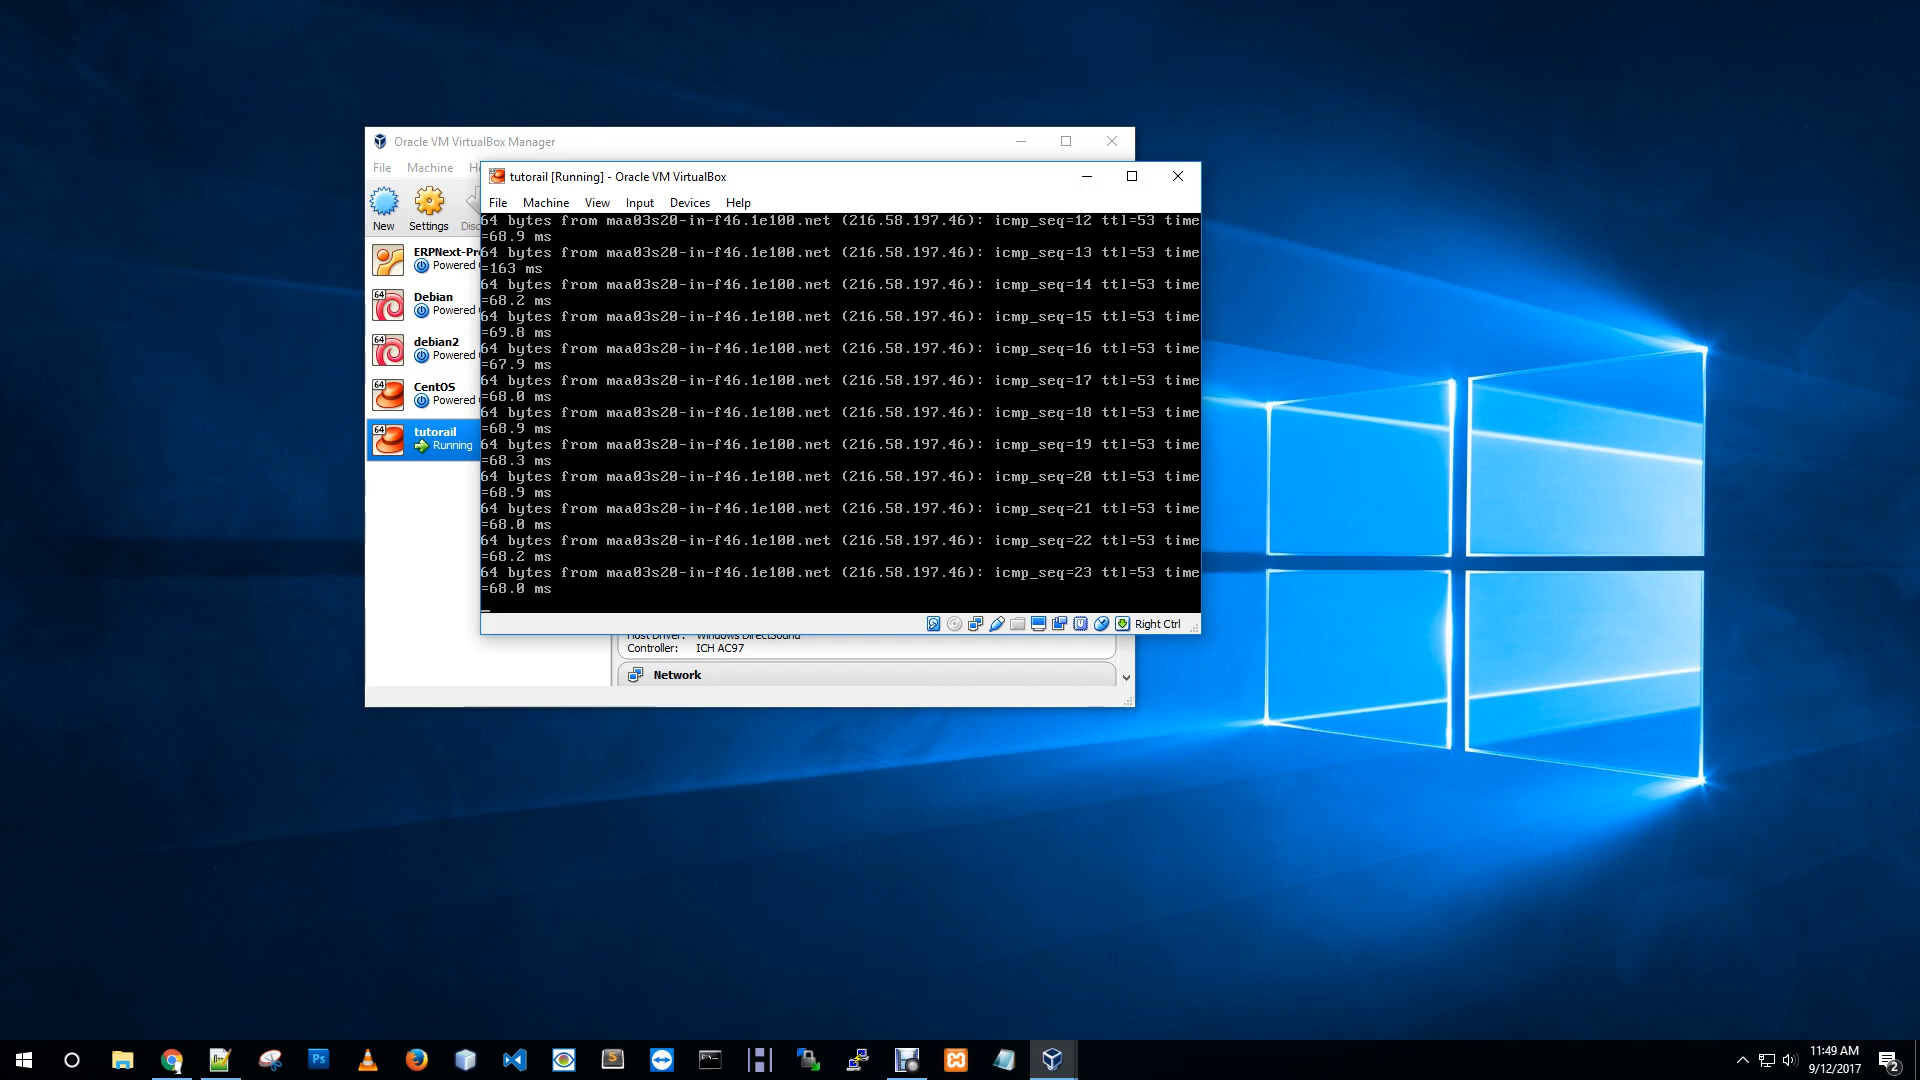 Oracle VM VirtualBox Manager
File Machine
New Settings
ERPNext-Pr
Powered
64
Debian
Powered
64
debian2
Powered
64
CentOS
Powered
64
tutorail
Running
tutorail [Running] - Oracle VM VirtualBox
File Machine View Input Devices Help
64 bytes from maa03s20-in-f46.1e100.net (216.58.197.46): icmp_seq=12 ttl=53 time
=68.9 ms
64 bytes from maa03s20-in-f46.1e100.net (216.58.197.46): icmp_seq=13 ttl=53 time
=163 ms
64 bytes from maa03s20-in-f46.1e100.net (216.58.197.46): icmp_seq=14 ttl=53 time
=68.2 ms
64 bytes from maa03s20-in-f46.1e100.net (216.58.197.46): icmp_seq=15 ttl=53 time
=69.8 ms
64 bytes from maa03s20-in-f46.1e100.net (216.58.197.46): icmp_seq=16 ttl=53 time
=67.9 ms
64 bytes from maa03s20-in-f46.1e100.net (216.58.197.46): icmp_seq=17 ttl=53 time
=68.0 ms
64 bytes from maa03s20-in-f46.1e100.net (216.58.197.46): icmp_seq=18 ttl=53 time
=68.9 ms
64 bytes from maa03s20-in-f46.1e100.net (216.58.197.46): icmp_seq=19 ttl=53 time
=68.3 ms
64 bytes from maa03s20-in-f46.1e100.net (216.58.197.46): icmp_seq=20 ttl=53 time
=68.9 ms
64 bytes from maa03s20-in-f46.1e100.net (216.58.197.46): icmp_seq=21 ttl=53 time
=68.0 ms
64 bytes from maa03s20-in-f46.1e100.net (216.58.197.46): icmp_seq=22 ttl=53 time
=68.2 ms
64 bytes from maa03s20-in-f46.1e100.net (216.58.197.46): icmp_seq=23 ttl=53 time
=68.0 ms
Right Ctrl
Host Driver: Windows DirectSound
Controller: ICH AC97
Network
Ps
11:49 AM
9/12/2017
2